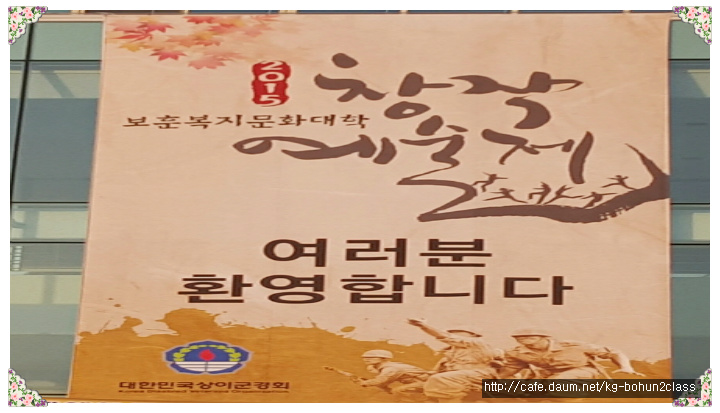 2015
창작
보훈복지문화대학
예술제
여러분
환영합니다
대한민국상이군경회
http://cafe.daum.net/kg-bohun2class